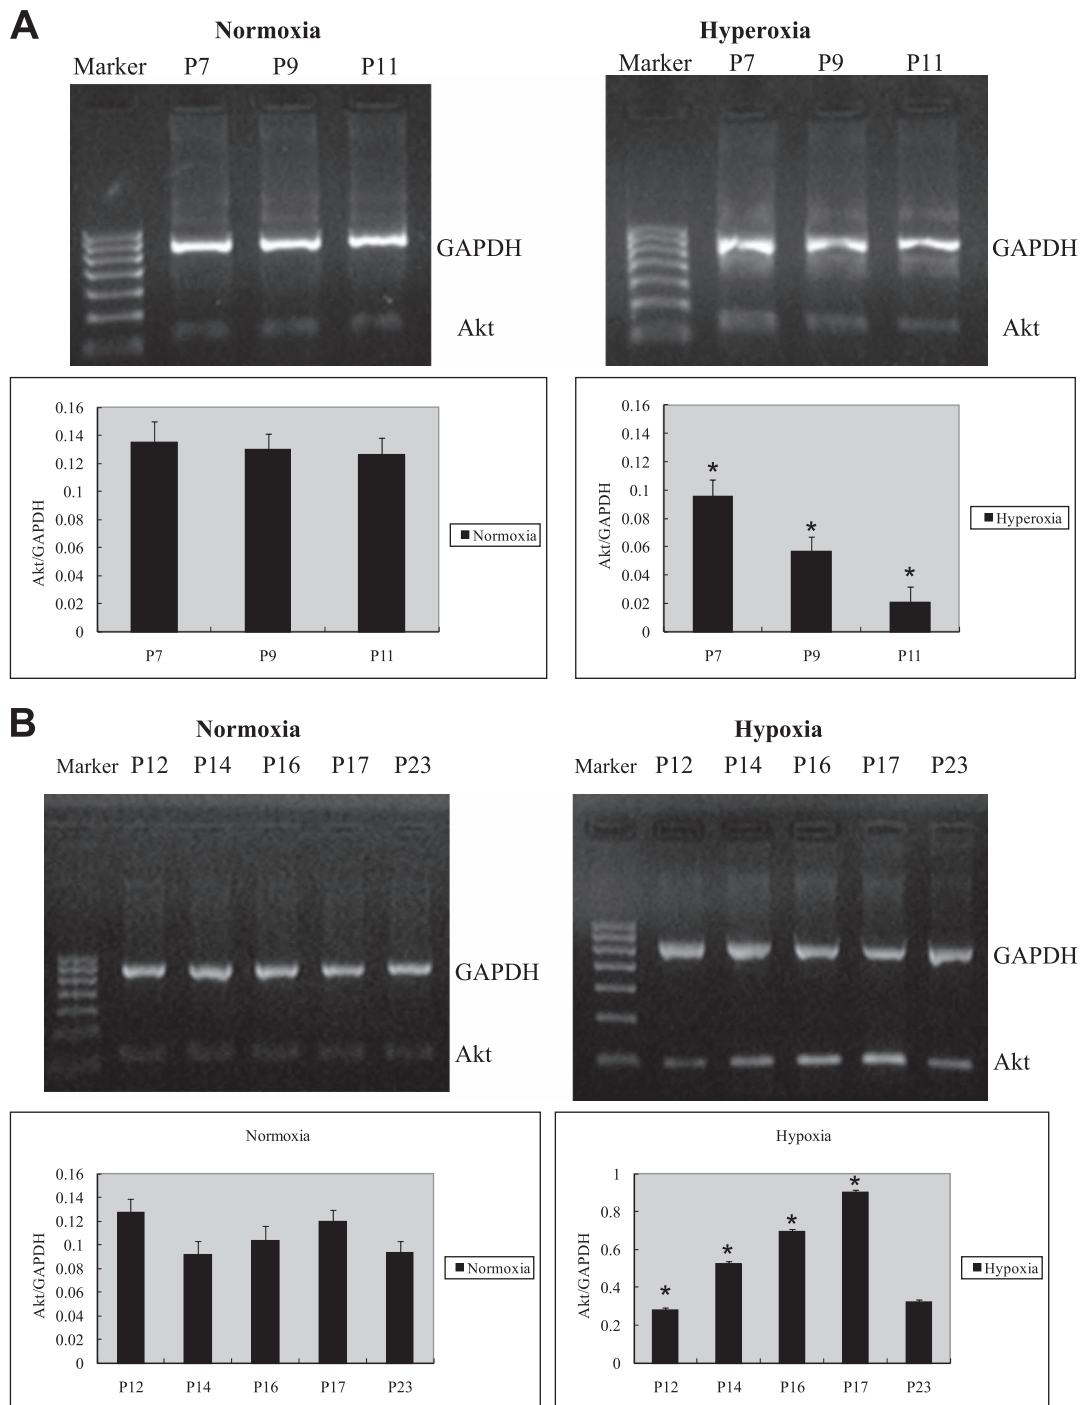 A
Normoxia
Hyperoxia
Marker P7 P9 P11
Marker P7 P9 P11
GAPDH
Akt
GAPDH
Akt
0.16
0.14
0.12
0.1
0.08
0.06
0.04
0.02
0
Akt/GAPDH
P7 P9 P11
Normoxia
0.16
0.14
0.12
0.1
0.08
0.06
0.04
0.02
0
Akt/GAPDH
* * *
P7 P9 P11
Hyperoxia
B
Normoxia
Hypoxia
Marker P12 P14 P16 P17 P23
Marker P12 P14 P16 P17 P23
GAPDH
Akt
GAPDH
Akt
Normoxia
0.16
0.14
0.12
0.1
0.08
0.06
0.04
0.02
0
Akt/GAPDH
P12 P14 P16 P17 P23
Normoxia
Hypoxia
1
0.8
0.6
0.4
0.2
0
Akt/GAPDH
* * * *
P12 P14 P16 P17 P23
Hypoxia